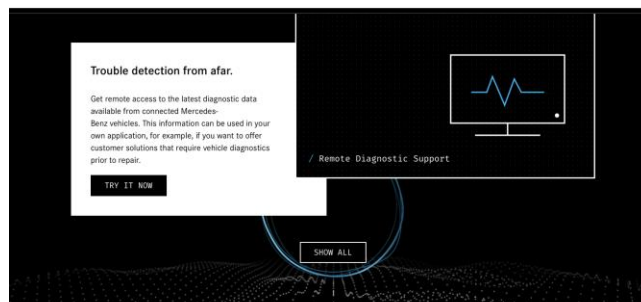 Trouble detection from afar.
Get remote access to the latest diagnostic data
available from connected Mercedes-
Benz vehicles. This information can be used in your
own application, for example, if you want to offer
customer solutions that require vehicle diagnostics
prior to repair.
TRY IT NOW
/ Remote Diagnostic Support
SHOW ALL